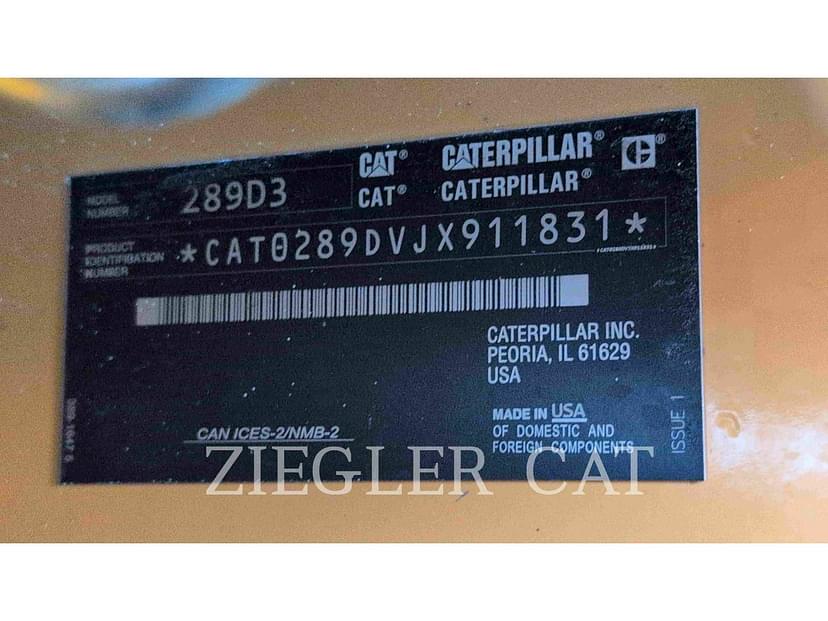 MODEL NUMBER 289D3
CAT® CATERPILLAR® ®
CAT® CATERPILLAR®
PRODUCT IDENTIFICATION NUMBER *CAT0289DVJX911831*
CATERPILLAR INC.
PEORIA, IL 61629
USA
MADE IN USA
OF DOMESTIC AND
FOREIGN COMPONENTS
CAN ICES-2/NMB-2
ISSUE 1
ZIEGLER CAT